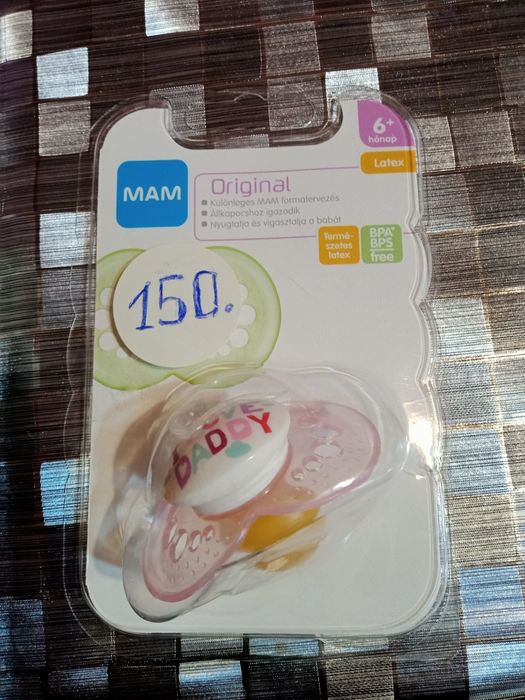 6+
hónap
Latex
MAM
Original
Különleges MAM formatervezés
Állkapocshoz igazodik
Nyugtatja és vigasztalja a babát
Termé-
szetes
latex
BPA*
BPS
free
150.
I LOVE
DADDY